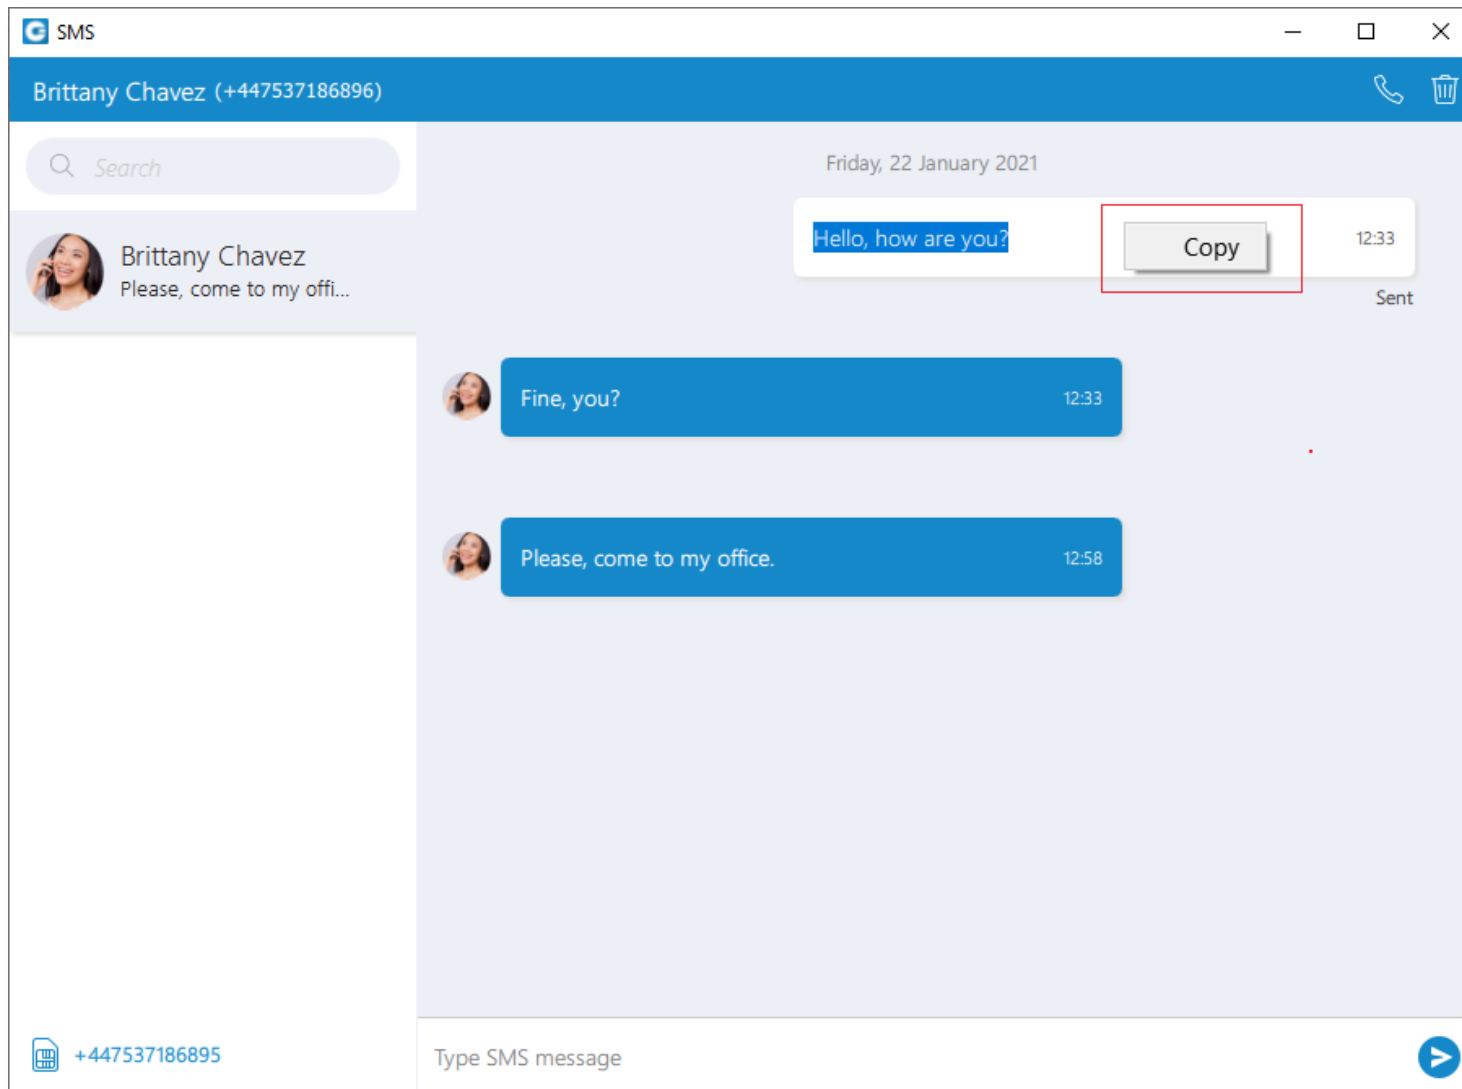 SMS
Brittany Chavez (+447537186896)
Search
Brittany Chavez
Please, come to my offi...
+447537186895
Friday, 22 January 2021
Hello, how are you?
Copy
12:33
Sent
Fine, you?
12:33
Please, come to my office.
12:58
Type SMS message